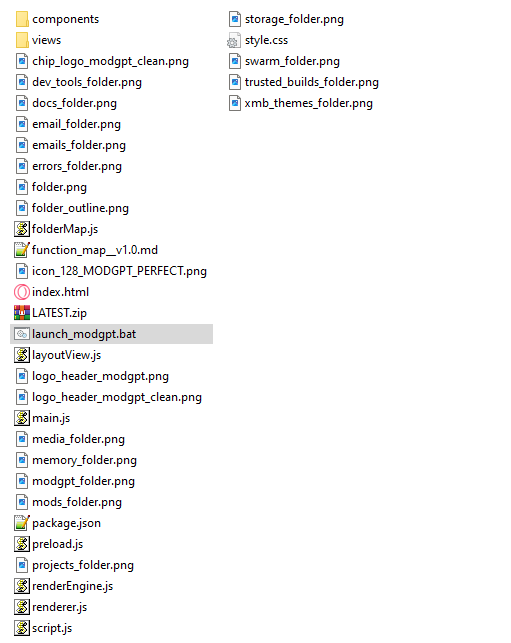 components
views
chip_logo_modgpt_clean.png
dev_tools_folder.png
docs_folder.png
email_folder.png
emails_folder.png
errors_folder.png
folder.png
folder_outline.png
folderMap.js
function_map__v1.0.md
icon_128_MODGPT_PERFECT.png
index.html
LATEST.zip
launch_modgpt.bat
layoutView.js
logo_header_modgpt.png
logo_header_modgpt_clean.png
main.js
media_folder.png
memory_folder.png
modgpt_folder.png
mods_folder.png
package.json
preload.js
projects_folder.png
renderEngine.js
renderer.js
script.js
storage_folder.png
style.css
swarm_folder.png
trusted_builds_folder.png
xmb_themes_folder.png